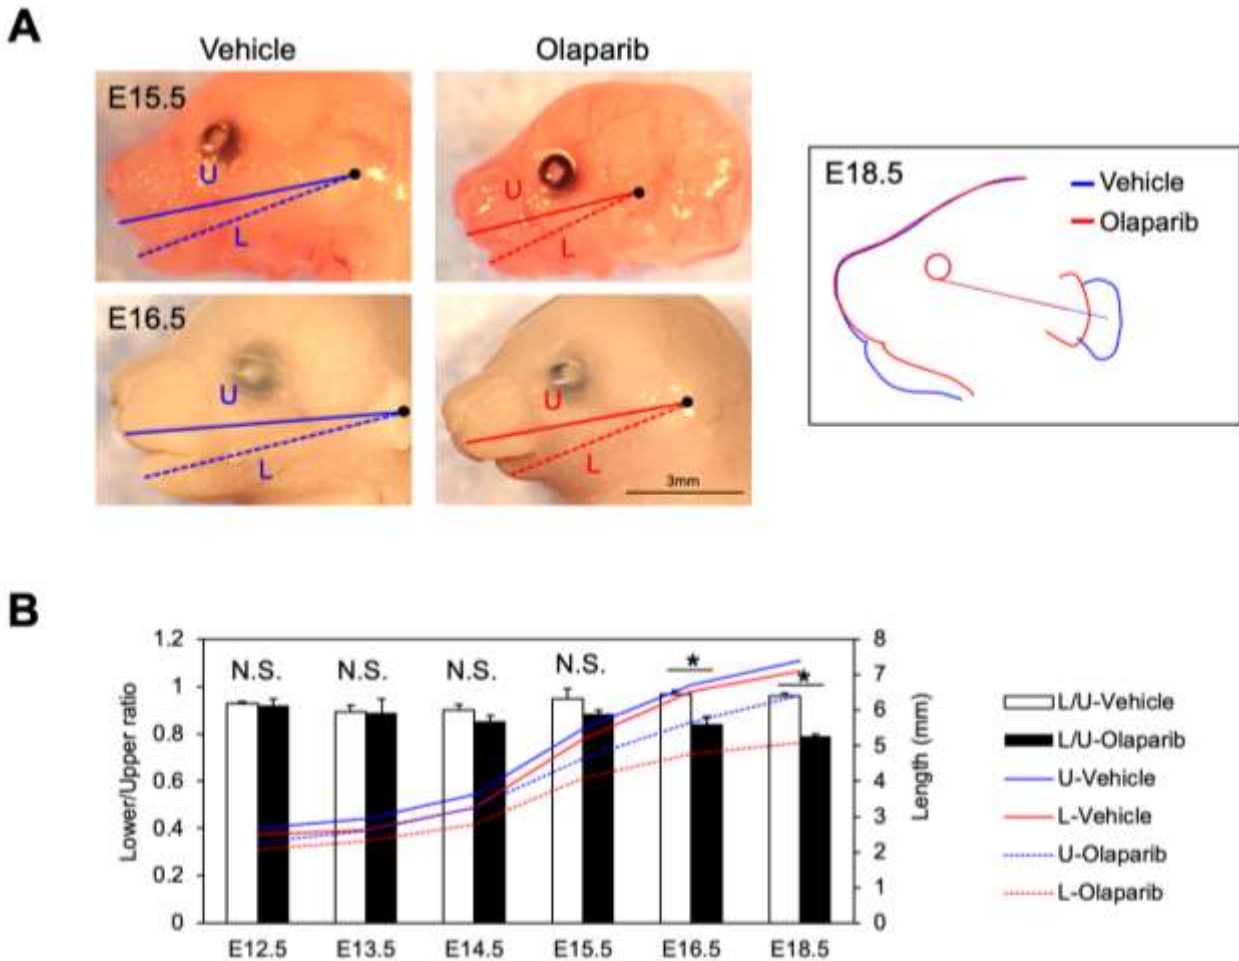 A
Vehicle
Olaparib
E15.5
U
L
U
L
E18.5
Vehicle
Olaparib
E16.5
U
L
U
L
3mm
B
1.2
1
0.8
0.6
0.4
0.2
0
Lower/Upper ratio
N.S.
N.S.
N.S.
N.S.
*
*
8
7
6
5
4
3
2
1
0
Length (mm)
E12.5
E13.5
E14.5
E15.5
E16.5
E18.5
L/U-Vehicle
L/U-Olaparib
U-Vehicle
L-Vehicle
U-Olaparib
L-Olaparib